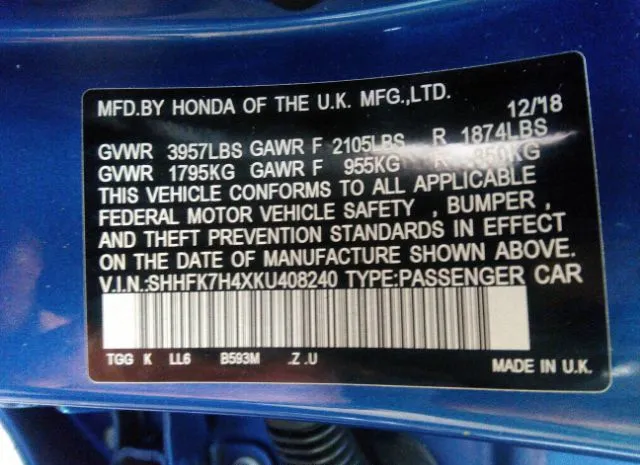 MFD.BY HONDA OF THE U.K. MFG.,LTD.
12/18
GVWR 3957LBS GAWR F 2105LBS R 1874LBS
GVWR 1795KG GAWR F 955KG R 850KG
THIS VEHICLE CONFORMS TO ALL APPLICABLE
FEDERAL MOTOR VEHICLE SAFETY , BUMPER ,
AND THEFT PREVENTION STANDARDS IN EFFECT
ON THE DATE OF MANUFACTURE SHOWN ABOVE.
V.I.N.:SHHFK7H4XKU408240 TYPE:PASSENGER CAR
TGG K LL6 B593M .Z .U
MADE IN U.K.